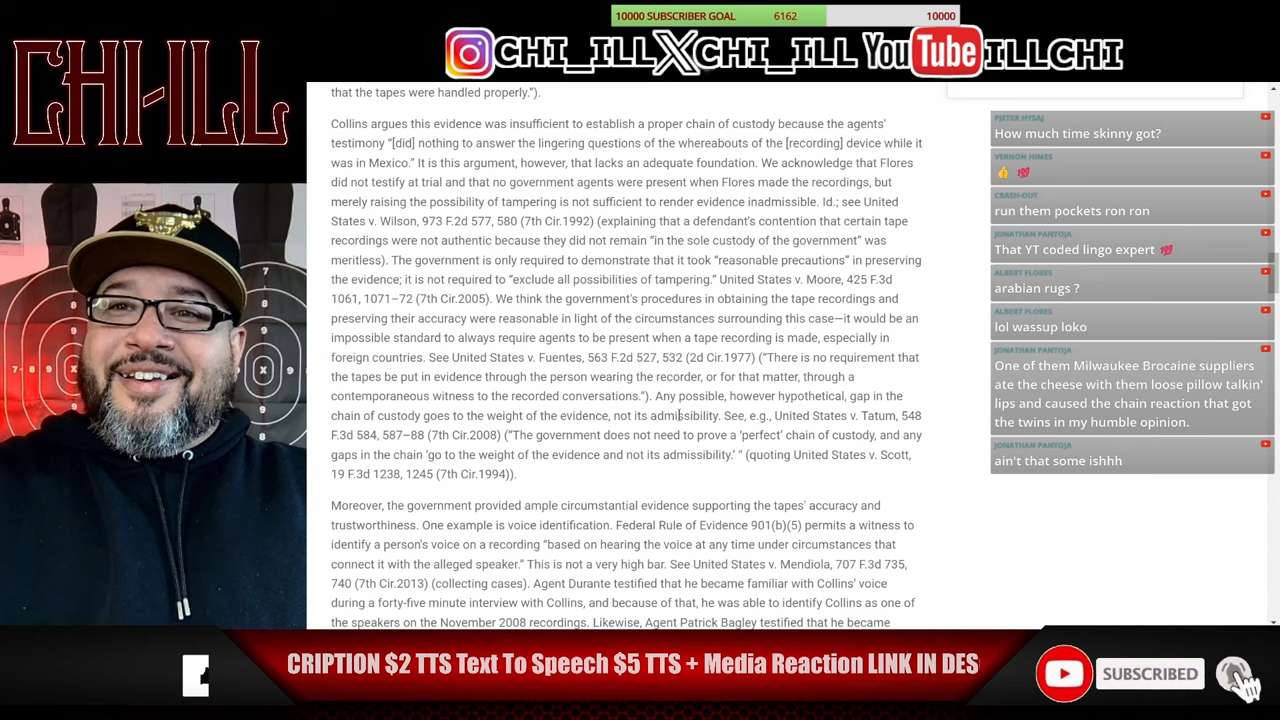 10000 SUBSCRIBER GOAL 6162 10000
CHI-ILL
CHI_ILL X CHI_ILL YouTube ILLCHI
that the tapes were handled properly.”).
Collins argues this evidence was insufficient to establish a proper chain of custody because the agents'
testimony “[did] nothing to answer the lingering questions of the whereabouts of the [recording] device while it
was in Mexico.” It is this argument, however, that lacks an adequate foundation. We acknowledge that Flores
did not testify at trial and that no government agents were present when Flores made the recordings, but
merely raising the possibility of tampering is not sufficient to render evidence inadmissible. Id.; see United
States v. Wilson, 973 F.2d 577, 580 (7th Cir.1992) (explaining that a defendant's contention that certain tape
recordings were not authentic because they did not remain “in the sole custody of the government” was
meritless). The government is only required to demonstrate that it took “reasonable precautions” in preserving
the evidence; it is not required to “exclude all possibilities of tampering.” United States v. Moore, 425 F.3d
1061, 1071–72 (7th Cir.2005). We think the government's procedures in obtaining the tape recordings and
preserving their accuracy were reasonable in light of the circumstances surrounding this case—it would be an
impossible standard to always require agents to be present when a tape recording is made, especially in
foreign countries. See United States v. Fuentes, 563 F.2d 527, 532 (2d Cir.1977) (“There is no requirement that
the tapes be put in evidence through the person wearing the recorder, or for that matter, through a
contemporaneous witness to the recorded conversations.”). Any possible, however hypothetical, gap in the
chain of custody goes to the weight of the evidence, not its admissibility. See, e.g., United States v. Tatum, 548
F.3d 584, 587–88 (7th Cir.2008) (“The government does not need to prove a ‘perfect’ chain of custody, and any
gaps in the chain ‘go to the weight of the evidence and not its admissibility.’ “ (quoting United States v. Scott,
19 F.3d 1238, 1245 (7th Cir.1994)).
Moreover, the government provided ample circumstantial evidence supporting the tapes' accuracy and
trustworthiness. One example is voice identification. Federal Rule of Evidence 901(b)(5) permits a witness to
identify a person's voice on a recording “based on hearing the voice at any time under circumstances that
connect it with the alleged speaker.” This is not a very high bar. See United States v. Mendiola, 707 F.3d 735,
740 (7th Cir.2013) (collecting cases). Agent Durante testified that he became familiar with Collins' voice
during a forty-five minute interview with Collins, and because of that, he was able to identify Collins as one of
the speakers on the November 2008 recordings. Likewise, Agent Patrick Bagley testified that he became
PJETER HYSAJ
How much time skinny got?
VERNON HIMES
👍 💯
CRASH-OUT
run them pockets ron ron
JONATHAN PANTOJA
That YT coded lingo expert 💯
ALBERT FLORES
arabian rugs ?
ALBERT FLORES
lol wassup loko
JONATHAN PANTOJA
One of them Milwaukee Brocaine suppliers
ate the cheese with them loose pillow talkin'
lips and caused the chain reaction that got
the twins in my humble opinion.
JONATHAN PANTOJA
ain't that some ishhh
7 8 9 X 9
7
8
9
9
8
CRIPTION $2 TTS Text To Speech $5 TTS + Media Reaction LINK IN DES
SUBSCRIBED